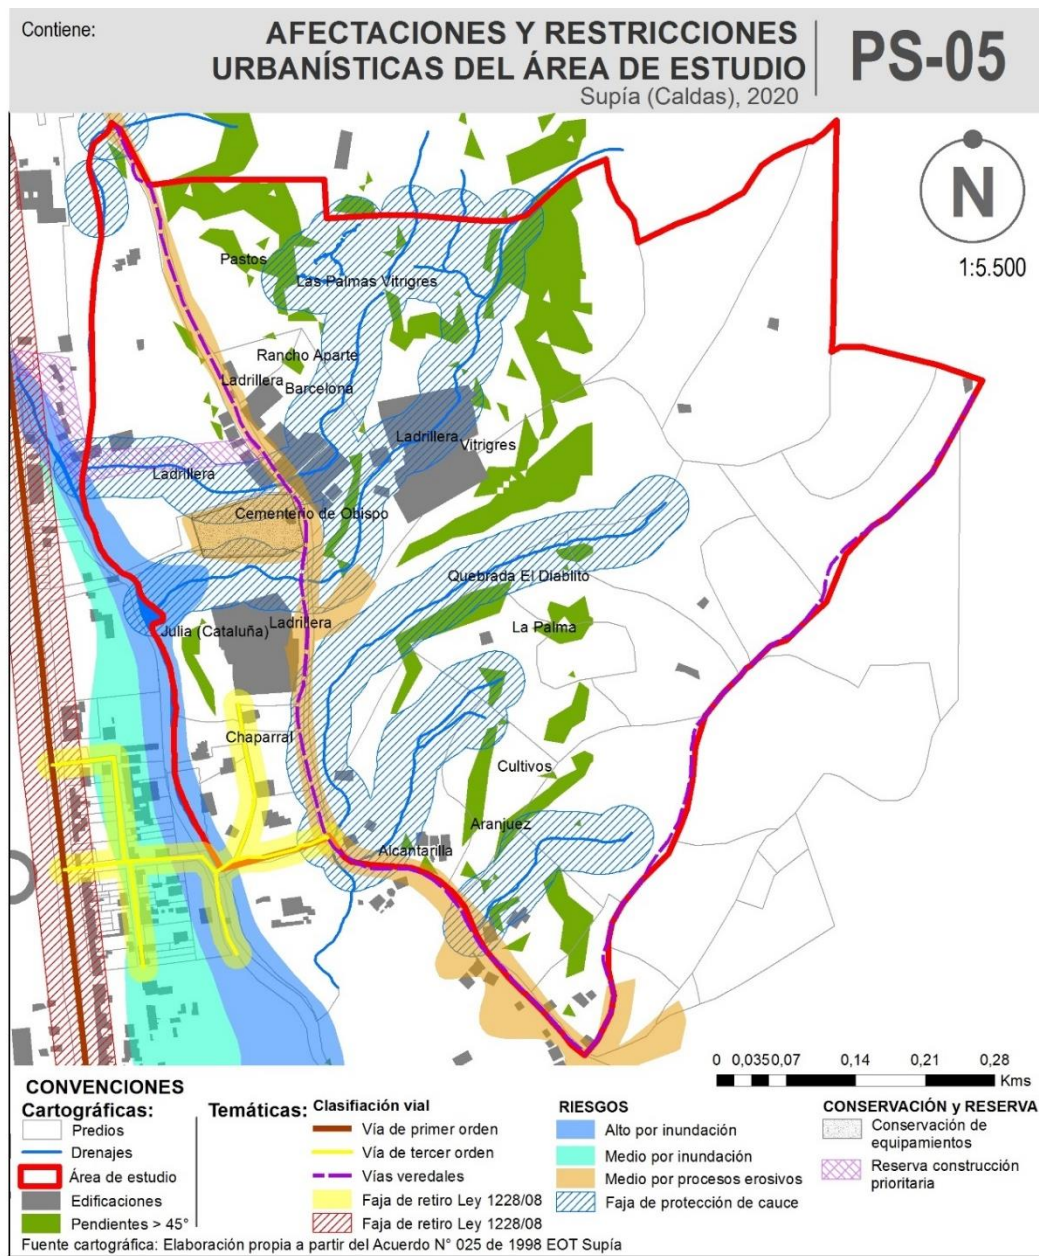 Contiene:
AFECTACIONES Y RESTRICCIONES
URBANÍSTICAS DEL ÁREA DE ESTUDIO
Supía (Caldas), 2020
PS-05
N
1:5.500
Pastos
Las Palmas Vitrigres
Rancho Aparte
Ladrillera
Barcelona
Ladrillera
Vitrigres
Ladrillera
Cementerio de Obispo
Quebrada El Diablito
Ladrillera
Julia (Cataluña)
La Palma
Chaparral
Cultivos
Aranjuez
Alcantarilla
0 0,035 0,07 0,14 0,21 0,28
Kms
CONVENCIONES
Cartográficas:
Predios
Drenajes
Área de estudio
Edificaciones
Pendientes > 45°
Temáticas:
Clasifiación vial
Vía de primer orden
Vía de tercer orden
Vías veredales
Faja de retiro Ley 1228/08
Faja de retiro Ley 1228/08
RIESGOS
Alto por inundación
Medio por inundación
Medio por procesos erosivos
Faja de protección de cauce
CONSERVACIÓN y RESERVA
Conservación de
equipamientos
Reserva construcción
prioritaria
Fuente cartográfica: Elaboración propia a partir del Acuerdo N° 025 de 1998 EOT Supía